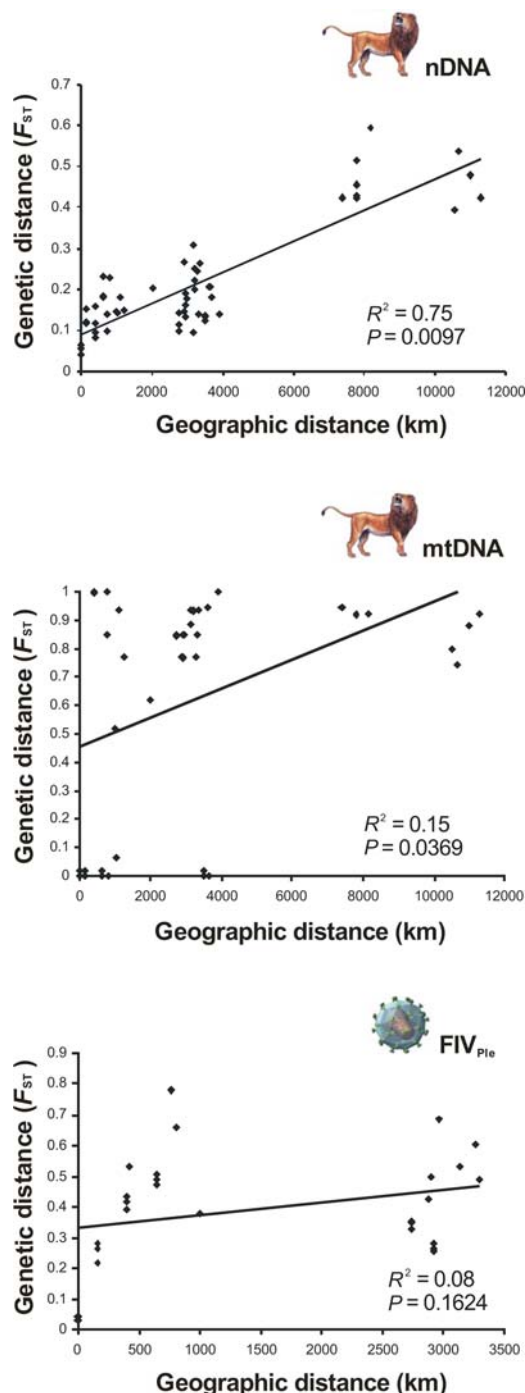 nDNA
Genetic distance (FST)
0.7
0.6
0.5
0.4
0.3
0.2
0.1
0
R² = 0.75
P = 0.0097
0 2000 4000 6000 8000 10000 12000
Geographic distance (km)
mtDNA
Genetic distance (FST)
1
0.9
0.8
0.7
0.6
0.5
0.4
0.3
0.2
0.1
0
R² = 0.15
P = 0.0369
0 2000 4000 6000 8000 10000 12000
Geographic distance (km)
FIVPle
Genetic distance (FST)
0.9
0.8
0.7
0.6
0.5
0.4
0.3
0.2
0.1
0
R² = 0.08
P = 0.1624
0 500 1000 1500 2000 2500 3000 3500
Geographic distance (km)